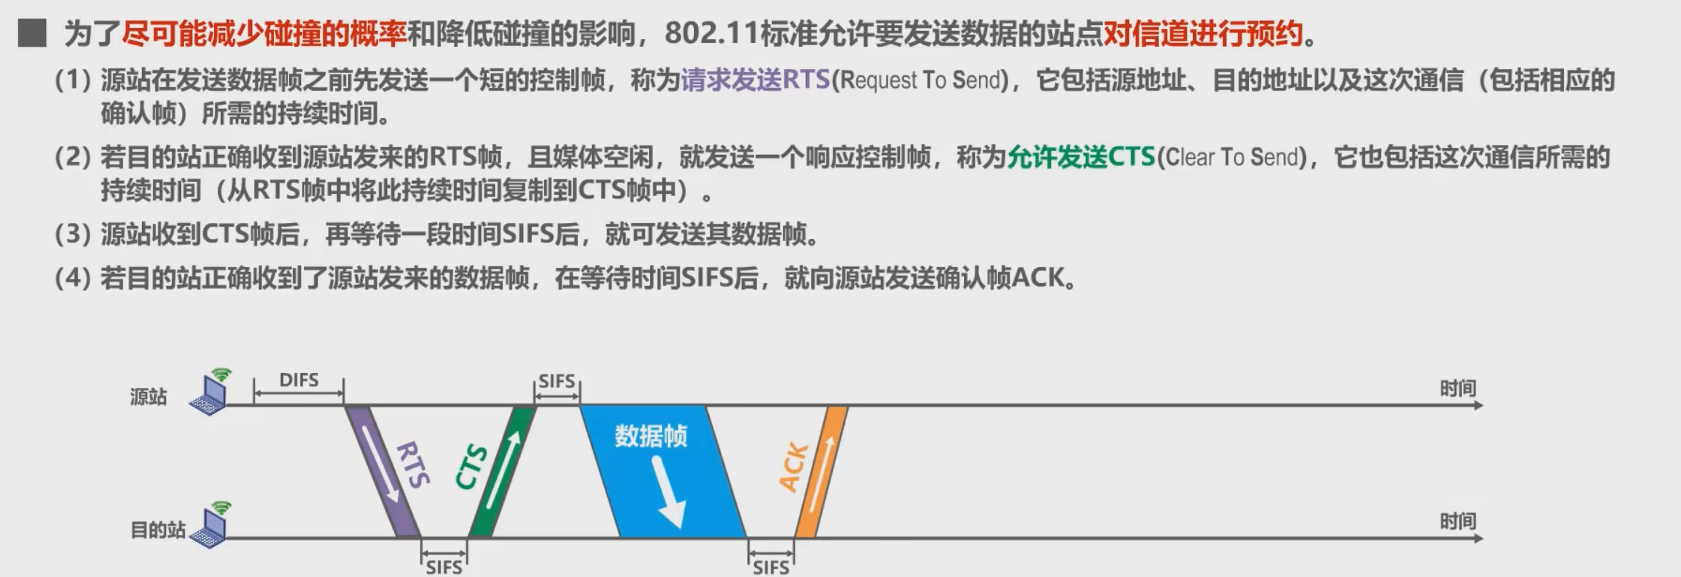 为了尽可能减少碰撞的概率和降低碰撞的影响，802.11标准允许要发送数据的站点对信道进行预约。
(1) 源站在发送数据帧之前先发送一个短的控制帧，称为请求发送RTS(Request To Send)，它包括源地址、目的地址以及这次通信（包括相应的
确认帧）所需的持续时间。
(2) 若目的站正确收到源站发来的RTS帧，且媒体空闲，就发送一个响应控制帧，称为允许发送CTS(Clear To Send)，它也包括这次通信所需的
持续时间（从RTS帧中将此持续时间复制到CTS帧中）。
(3) 源站收到CTS帧后，再等待一段时间SIFS后，就可发送其数据帧。
(4) 若目的站正确收到了源站发来的数据帧，在等待时间SIFS后，就向源站发送确认帧ACK。
源站
DIFS
SIFS
时间
RTS
CTS
数据帧
ACK
目的站
时间
SIFS
SIFS